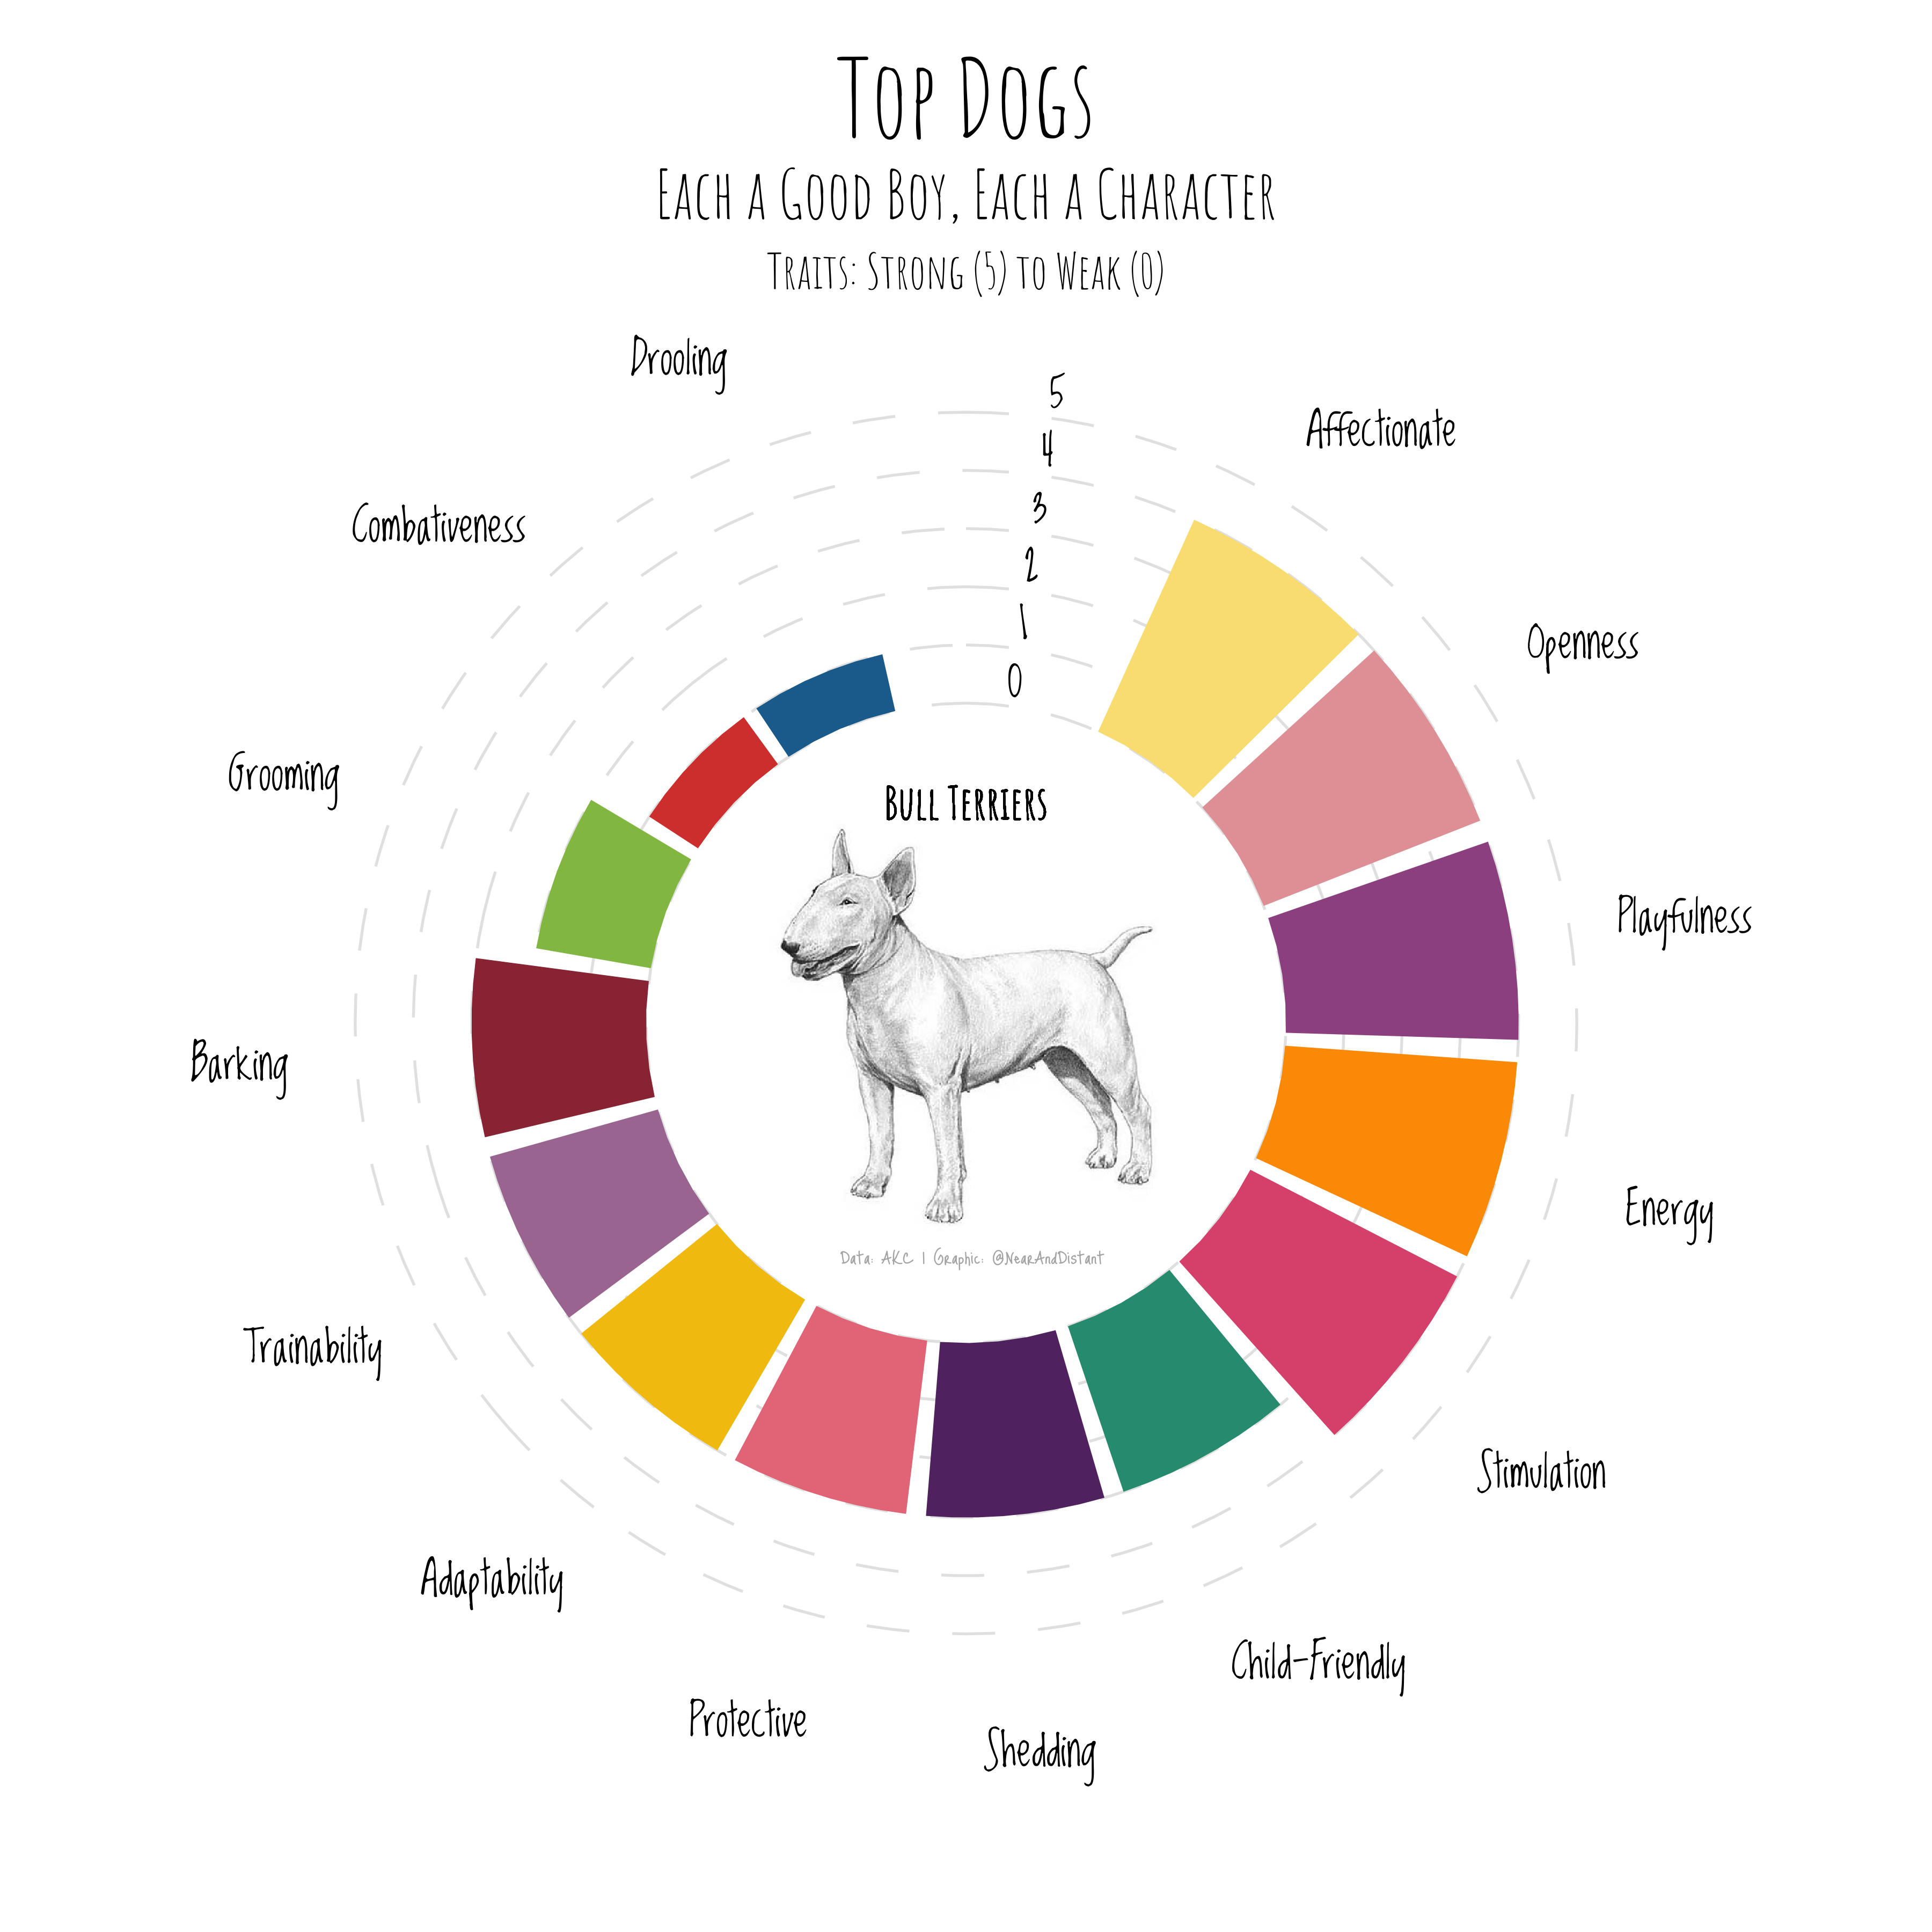 Top Dogs
Each a Good Boy, Each a Character
Traits: Strong (5) to Weak (0)
Drooling
5
Affectionate
4
3
Combativeness
2
1
Openness
0
Grooming
Bull Terriers
Playfulness
Barking
Energy
Data: AKC | Graphic: @NearAndDistant
Trainability
Stimulation
Adaptability
Child-Friendly
Protective
Shedding